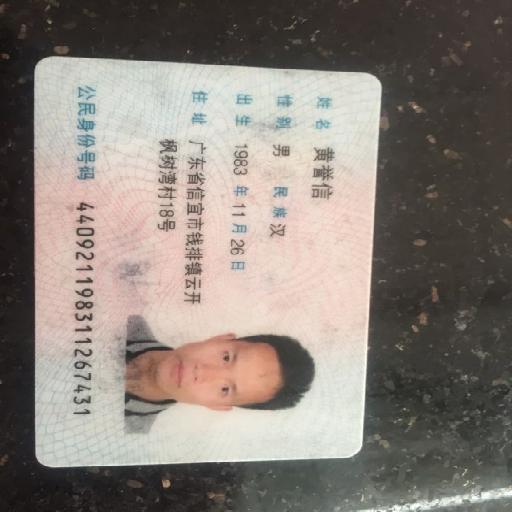 姓名 黄誉信
性别 男 民族 汉
出生 1983 年 11 月 26 日
住址 广东省信宜市钱排镇云开
枫树湾村18号
公民身份号码 440921198311267431